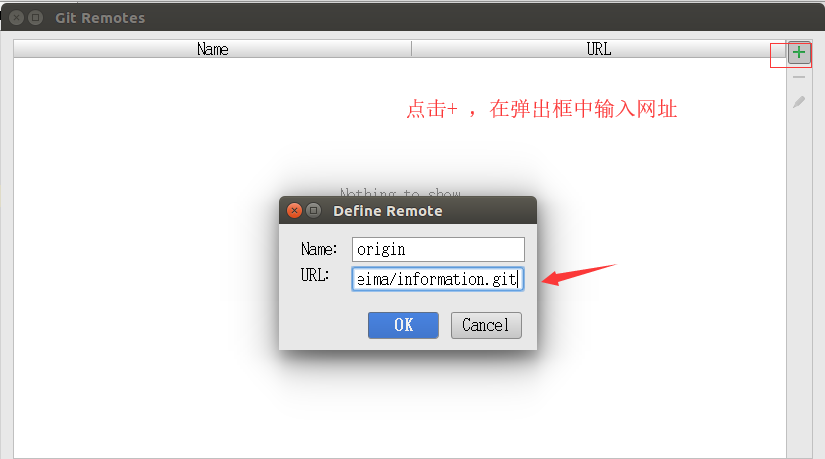 Git Remotes
Name URL
点击+ ，在弹出框中输入网址
Nothing to show
Define Remote
Name: origin
URL: eima/information.git
OK Cancel